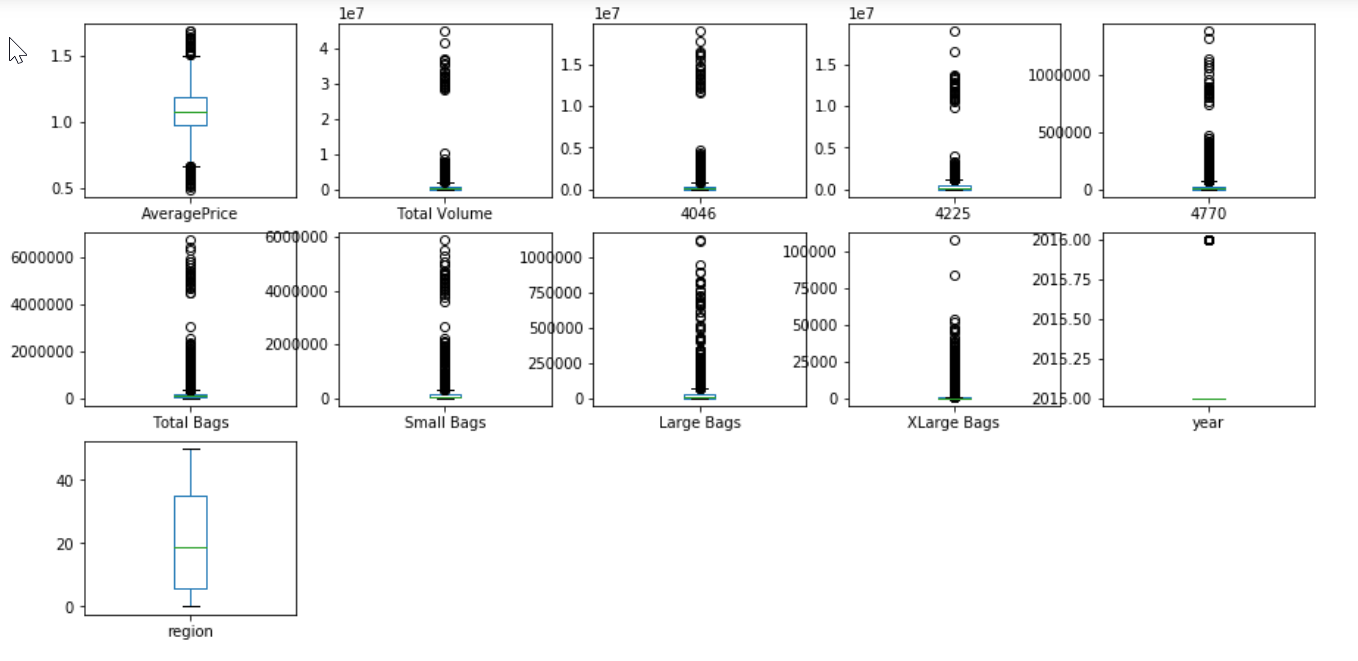 1e7 1e7 1e7
1.5 1.0 0.5
4 3 2 1 0
1.5 1.0 0.5 0.0
1.5 1.0 0.5 0.0
1000000 500000 0
AveragePrice Total Volume 4046 4225 4770
6000000 4000000 2000000 0
6000000 4000000 2000000 0
1000000 750000 500000 250000 0
100000 75000 50000 25000 0
2016.00 2015.75 2015.50 2015.25 2015.00
Total Bags Small Bags Large Bags XLarge Bags year
40 20 0
region